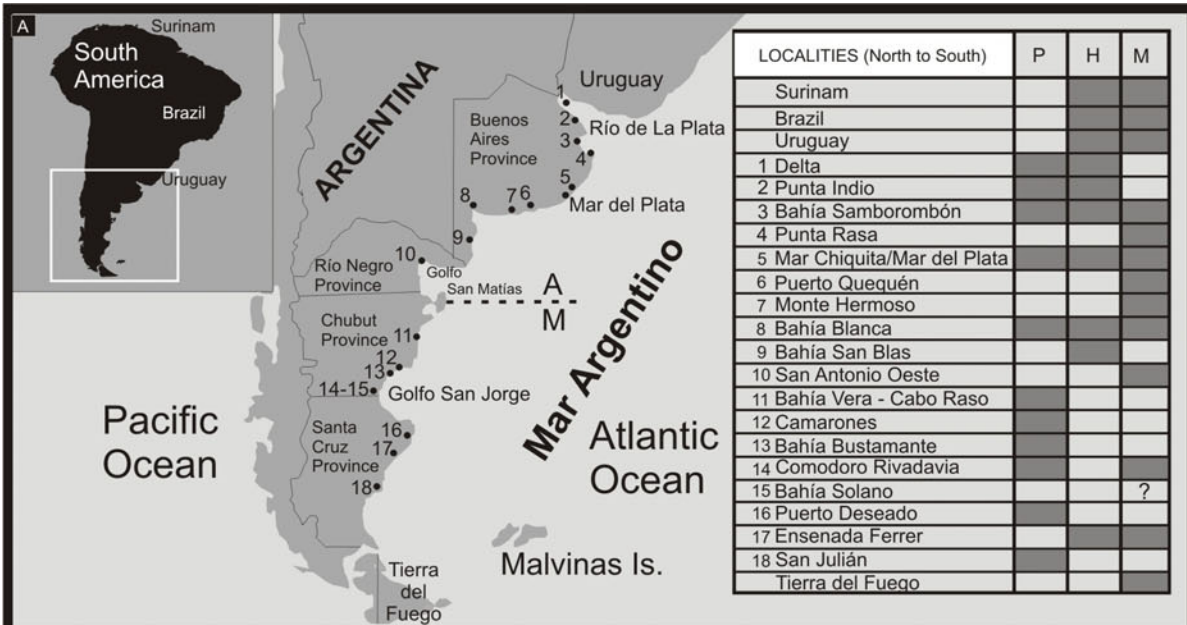 A
Surinam
South
America
Brazil
Uruguay
ARGENTINA
Uruguay
1
Buenos
Aires
Province
2
Río de La Plata
3
4
5
Mar del Plata
8
7
6
9
10
Río Negro
Province
Golfo
San Matías
A
M
Chubut
Province
11
12
13
14-15
Golfo San Jorge
Mar Argentino
Pacific
Ocean
Atlantic
Ocean
Santa
Cruz
Province
16
17
18
Malvinas Is.
Tierra
del
Fuego
LOCALITIES (North to South) P H M
Surinam
Brazil
Uruguay
1 Delta
2 Punta Indio
3 Bahía Samborombón
4 Punta Rasa
5 Mar Chiquita/Mar del Plata
6 Puerto Quequén
7 Monte Hermoso
8 Bahía Blanca
9 Bahía San Blas
10 San Antonio Oeste
11 Bahía Vera - Cabo Raso
12 Camarones
13 Bahía Bustamante
14 Comodoro Rivadavia
15 Bahía Solano ?
16 Puerto Deseado
17 Ensenada Ferrer
18 San Julián
Tierra del Fuego